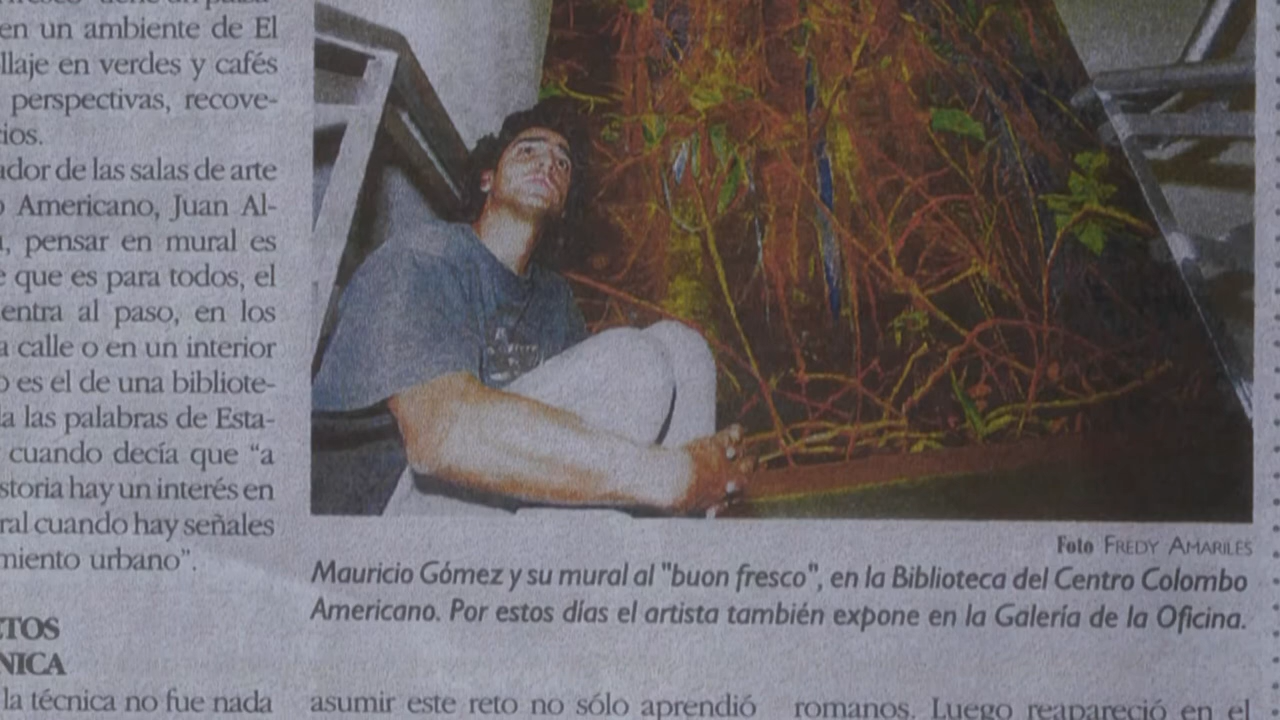 en un ambiente de El
llaje en verdes y cafés
perspectivas, recove-
cios.
ador de las salas de arte
o Americano, Juan Al-
, pensar en mural es
e que es para todos, el
entra al paso, en los
a calle o en un interior
o es el de una bibliote-
la las palabras de Esta-
cuando decía que “a
storia hay un interés en
ral cuando hay señales
miento urbano”.
TOS
NICA
la técnica no fue nada
Foto FREDY AMARILES
Mauricio Gómez y su mural al "buon fresco", en la Biblioteca del Centro Colombo
Americano. Por estos días el artista también expone en la Galería de la Oficina.
asumir este reto no sólo aprendió
romanos. Luego reapareció en el